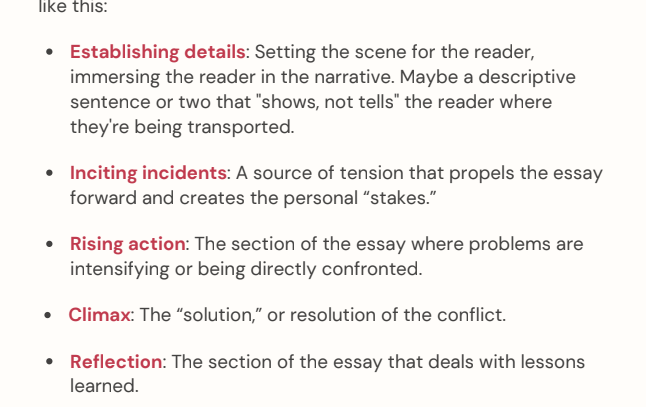 like this:
Establishing details: Setting the scene for the reader,
immersing the reader in the narrative. Maybe a descriptive
sentence or two that "shows, not tells" the reader where
they're being transported.
Inciting incidents: A source of tension that propels the essay
forward and creates the personal “stakes.”
Rising action: The section of the essay where problems are
intensifying or being directly confronted.
Climax: The “solution,” or resolution of the conflict.
Reflection: The section of the essay that deals with lessons
learned.